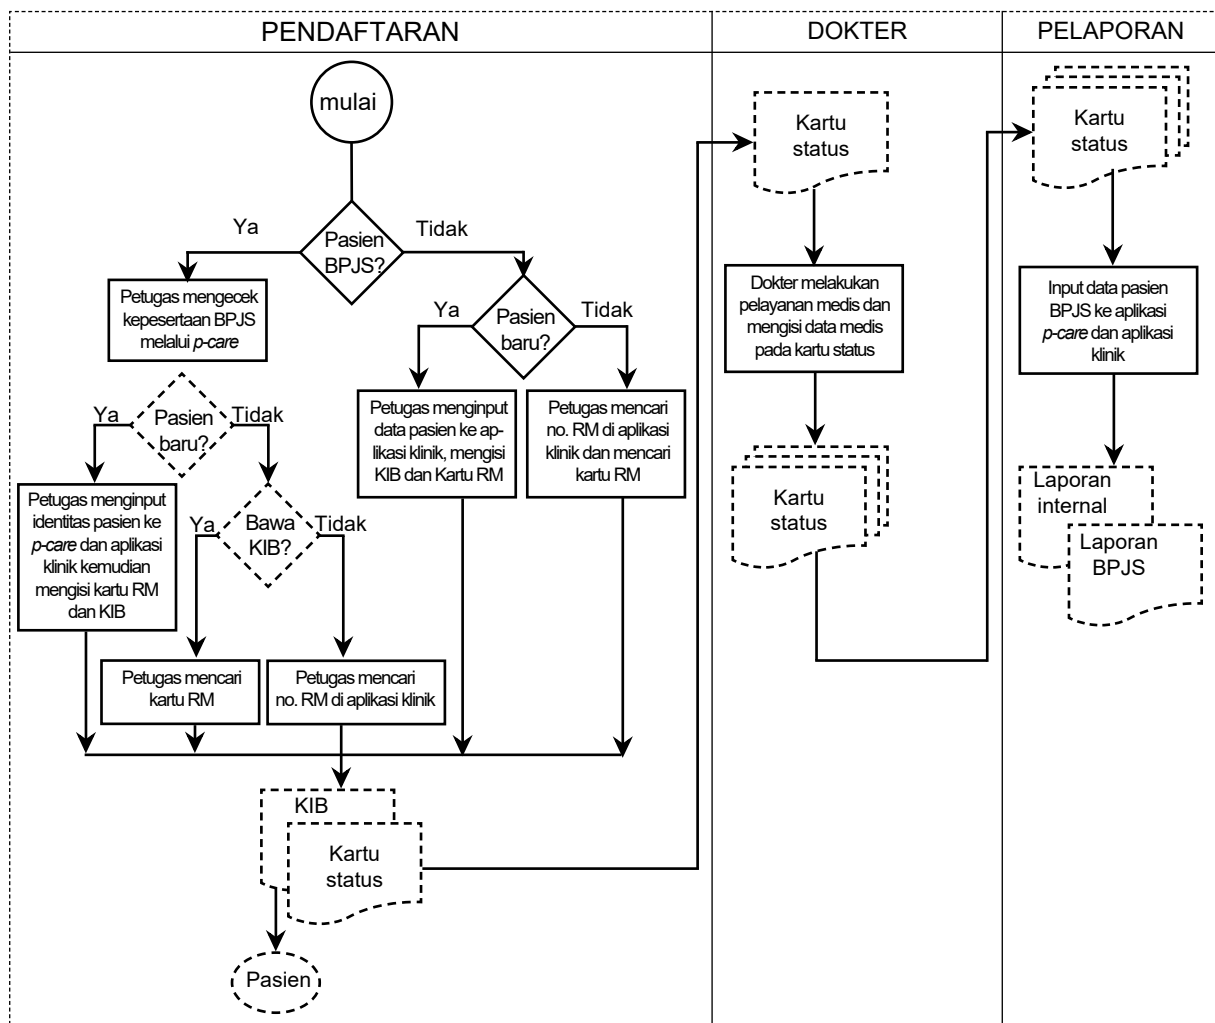 PENDAFTARAN
DOKTER
PELAPORAN
mulai
Ya
Pasien
BPJS?
Tidak
Petugas mengecek
kepesertaan BPJS
melalui p-care
Ya
Pasien
baru?
Tidak
Ya
Pasien
baru?
Tidak
Petugas menginput
data pasien ke ap-
likasi klinik, mengisi
KIB dan Kartu RM
Petugas mencari
no. RM di aplikasi
klinik dan mencari
kartu RM
Petugas menginput
identitas pasien ke
p-care dan aplikasi
klinik kemudian
mengisi kartu RM
dan KIB
Ya
Bawa
KIB?
Tidak
Petugas mencari
kartu RM
Petugas mencari
no. RM di aplikasi klinik
KIB
Kartu
status
Pasien
Kartu
status
Dokter melakukan
pelayanan medis dan
mengisi data medis
pada kartu status
Kartu
status
Kartu
status
Input data pasien
BPJS ke aplikasi
p-care dan aplikasi
klinik
Laporan
internal
Laporan
BPJS